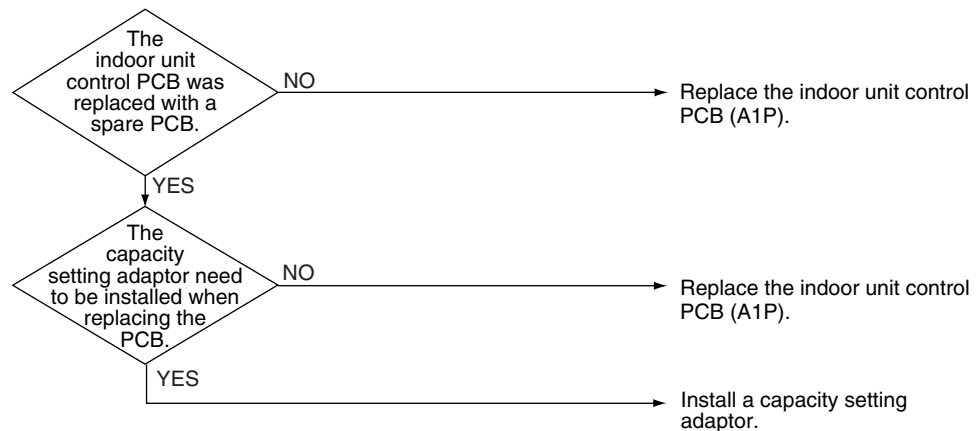 The
indoor unit
control PCB was
replaced with a
spare PCB.
NO
Replace the indoor unit control
PCB (A1P).
YES
The
capacity
setting adaptor need
to be installed when
replacing the
PCB.
NO
Replace the indoor unit control
PCB (A1P).
YES
Install a capacity setting
adaptor.